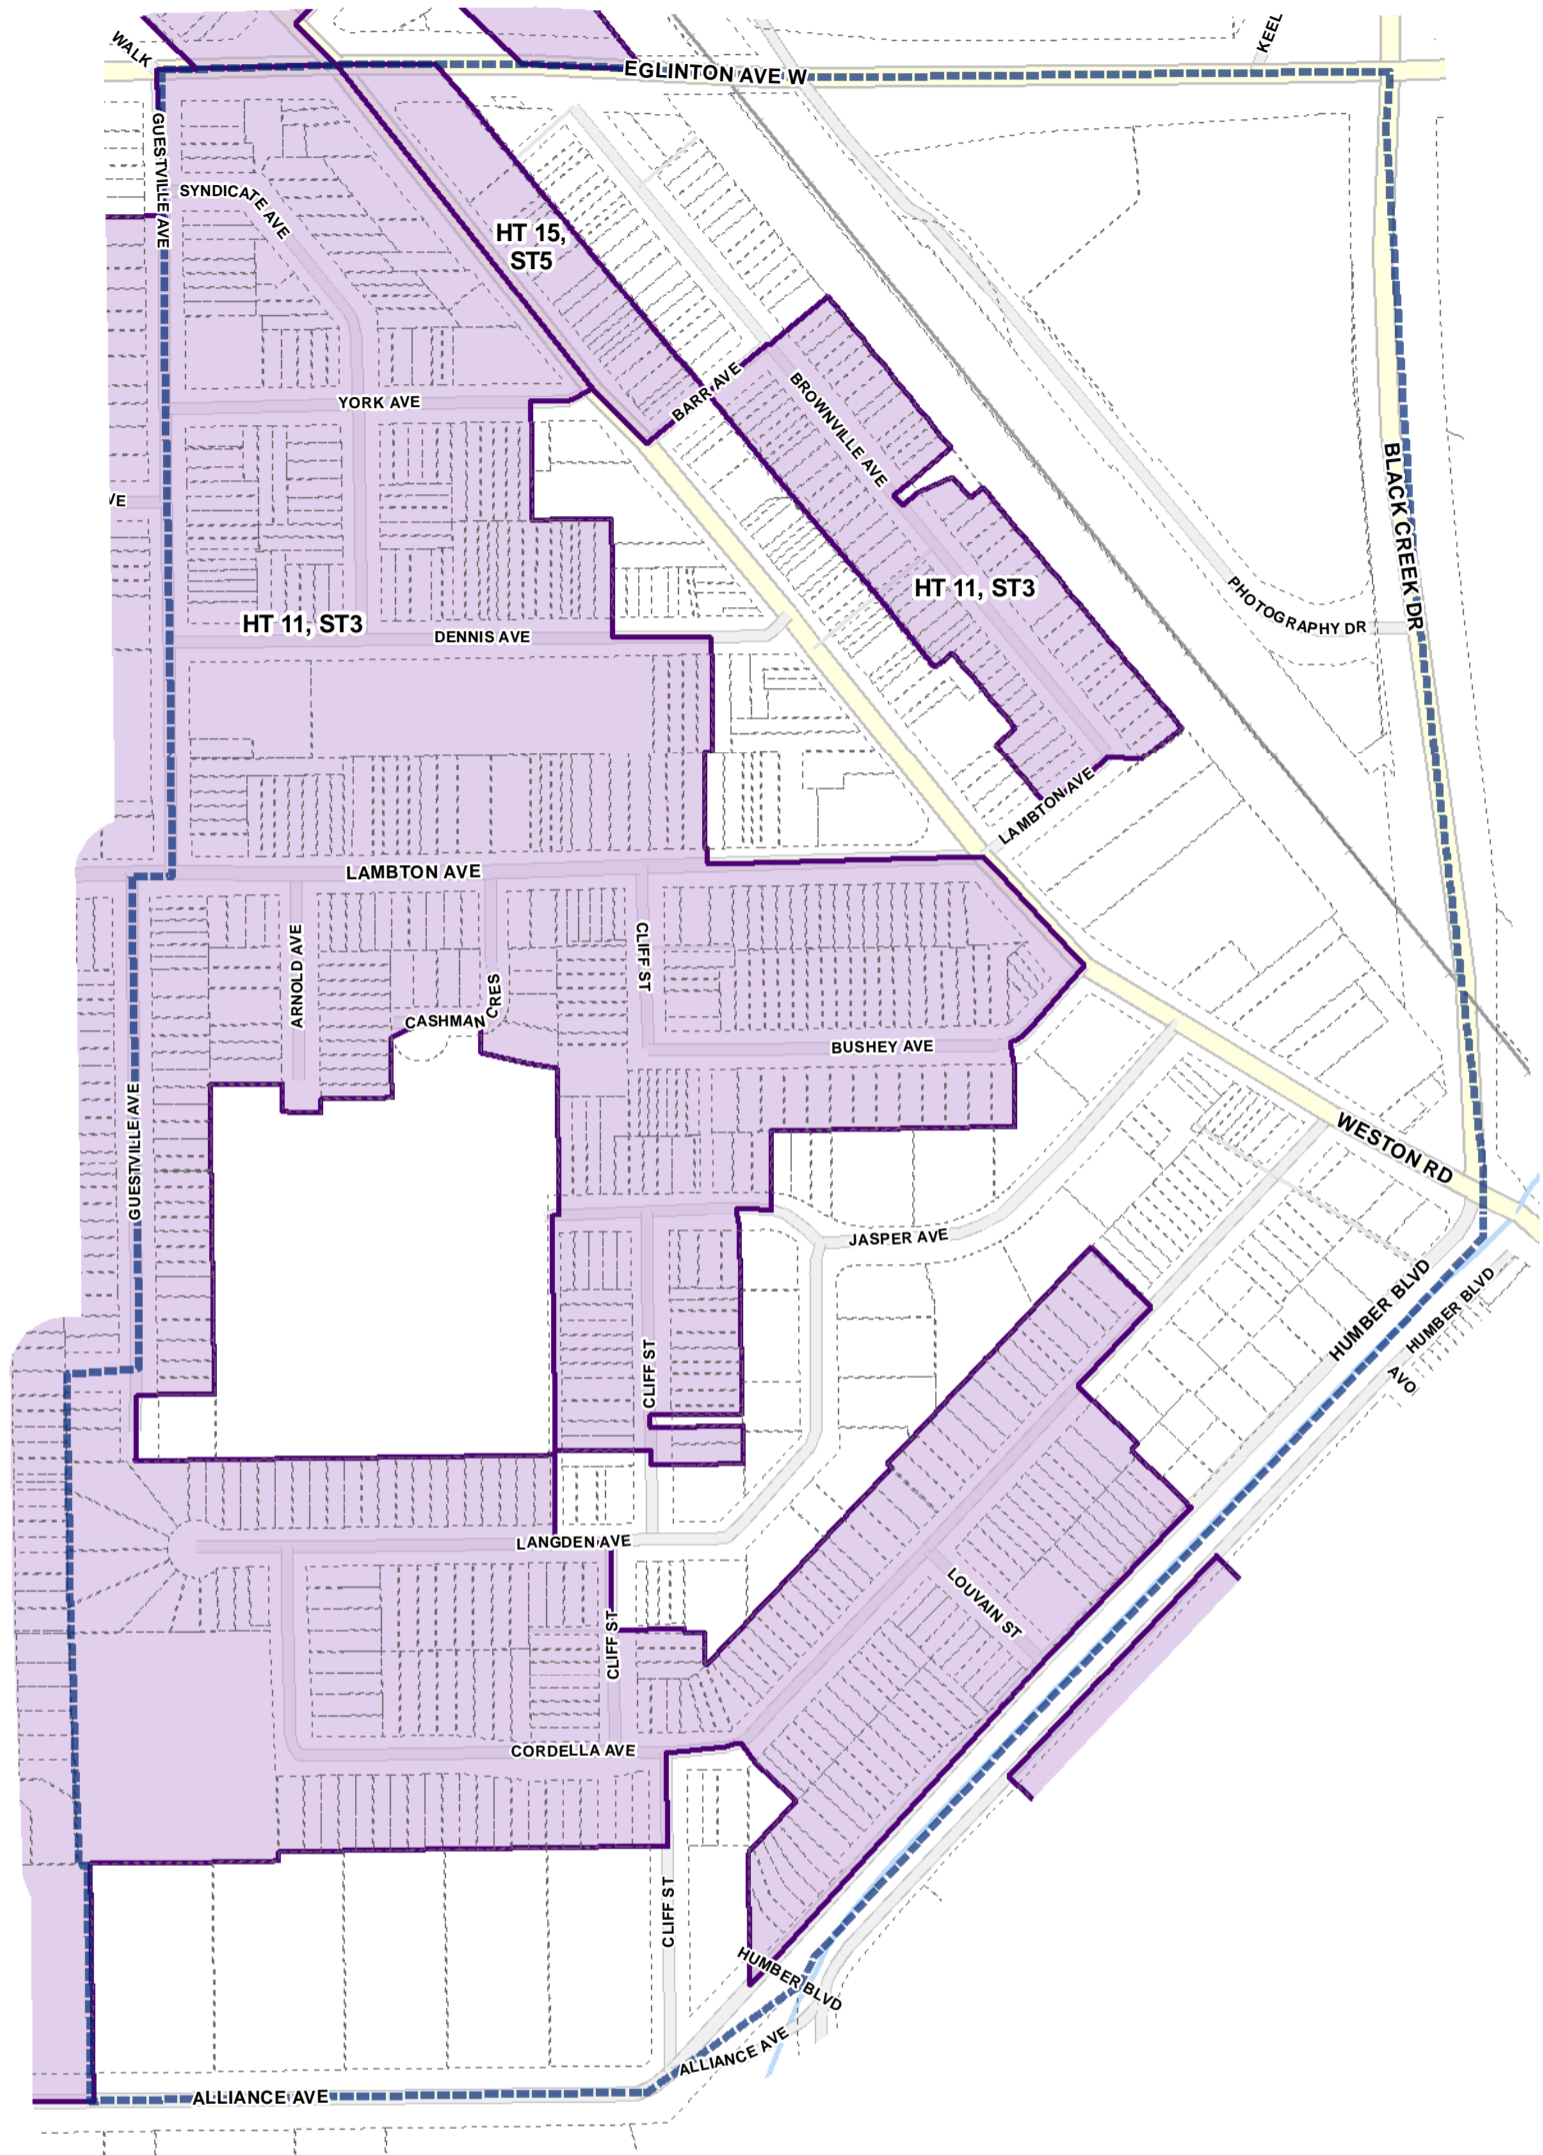 WALK
KEEL
EGLINTON AVE W
GUESTVILLE AVE
SYNDICATE AVE
HT 15,
ST5
BARR AVE
BROWNVILLE AVE
YORK AVE
VE
BLACK CREEK DR
HT 11, ST3
PHOTOGRAPHY DR
HT 11, ST3
DENNIS AVE
LAMBTON AVE
LAMBTON AVE
ARNOLD AVE
CLIFF ST
CASHMAN CRES
BUSHEY AVE
GUESTVILLE AVE
WESTON RD
JASPER AVE
HUMBER BLVD
HUMBER BLVD
AVO
CLIFF ST
LANGDEN AVE
LOUVAIN ST
CLIFF ST
CORDELLA AVE
CLIFF ST
HUMBER BLVD
ALLIANCE AVE
ALLIANCE AVE